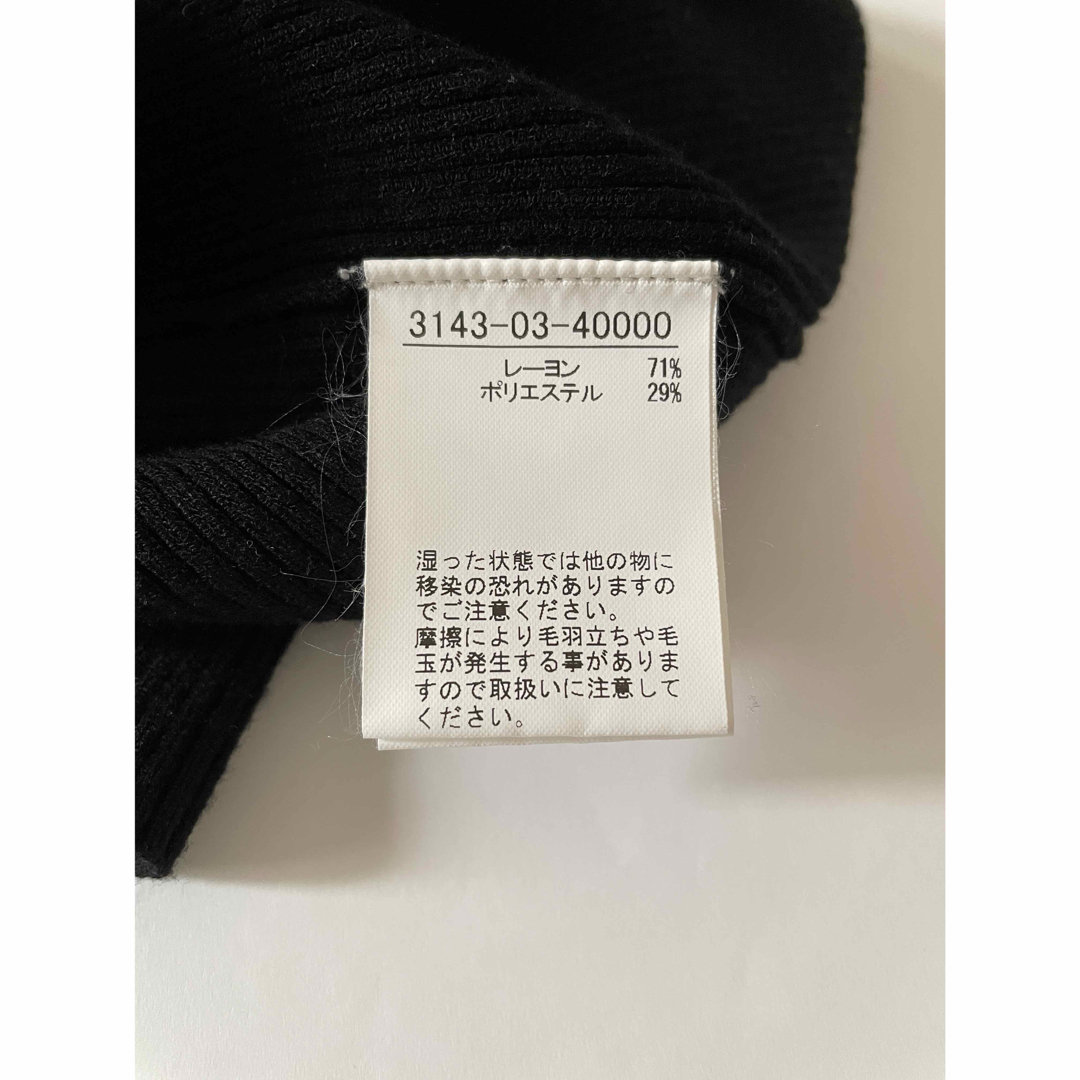 3143-03-40000
レーヨン 71%
ポリエステル 29%
湿った状態では他の物に
移染の恐れがありますの
でご注意ください。
摩擦により毛羽立ちや毛
玉が発生する事がありま
すので取扱いに注意して
ください。